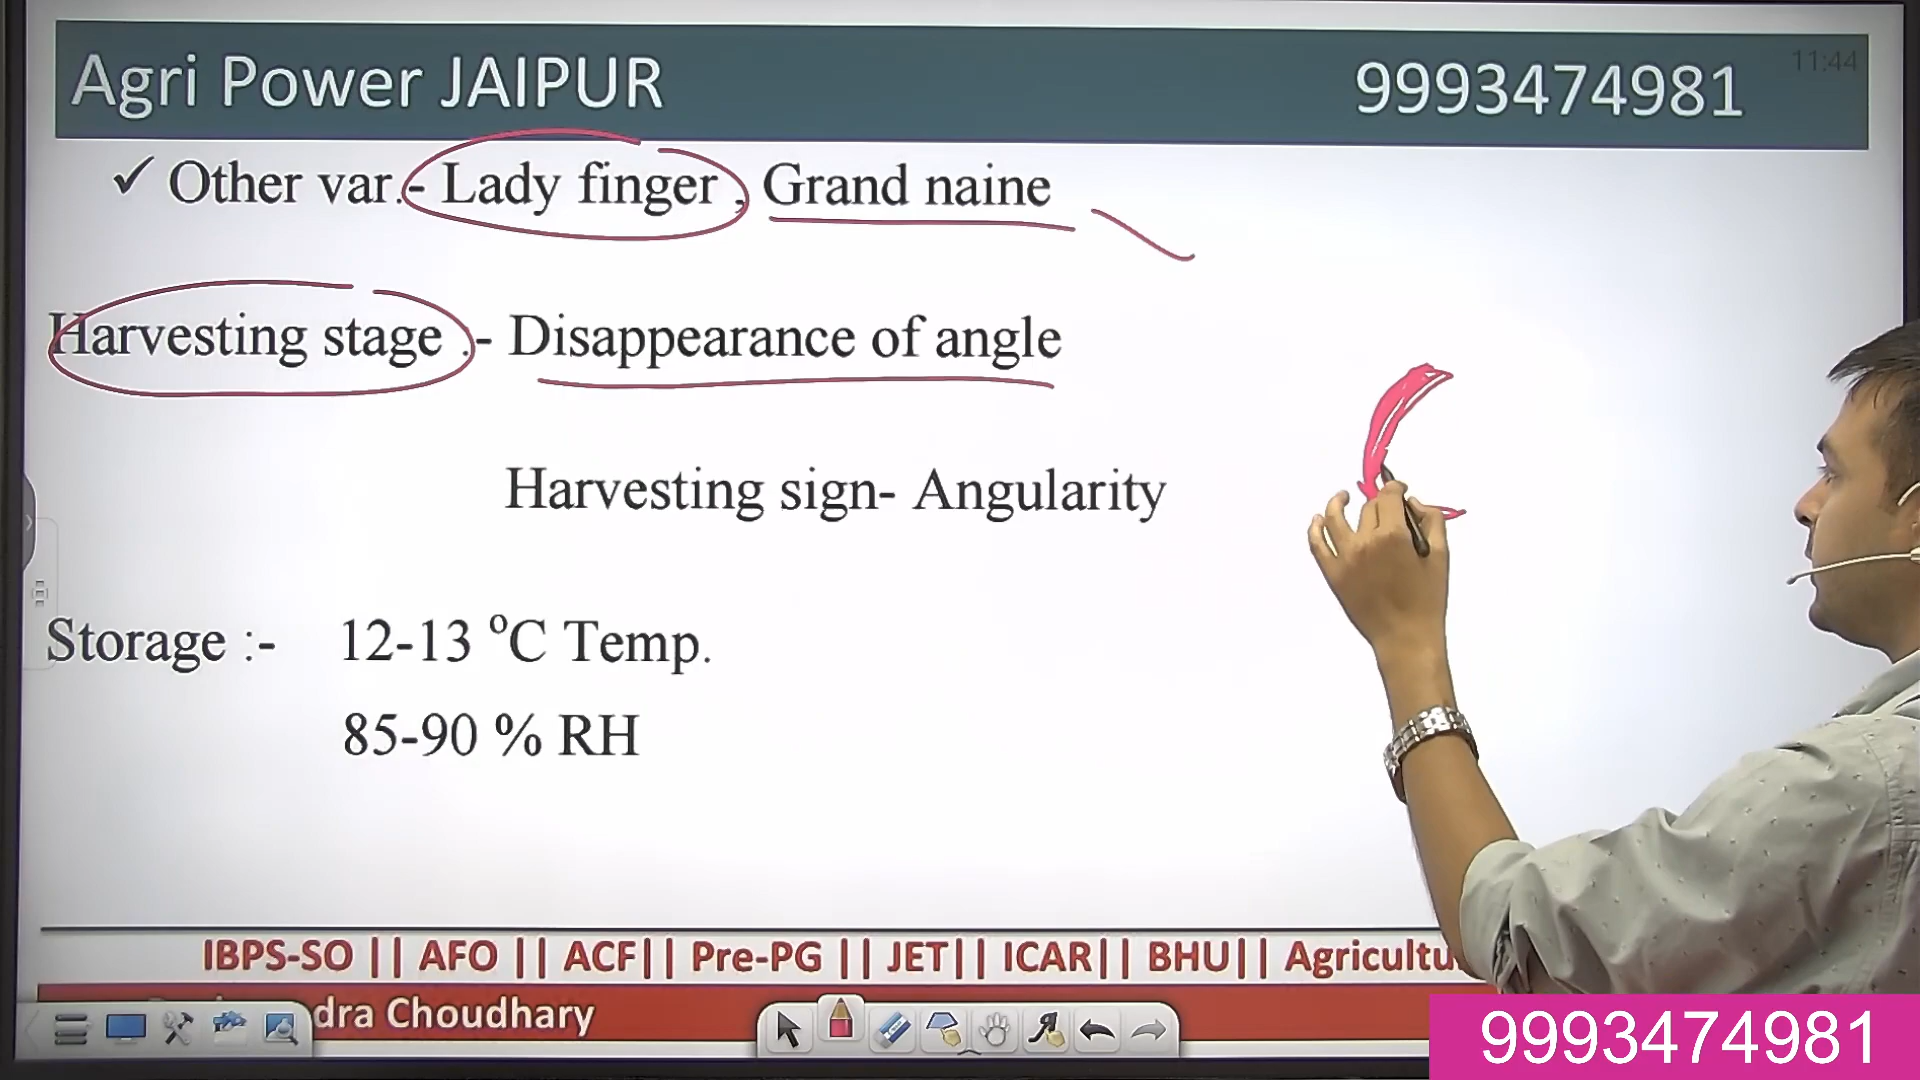 Agri Power JAIPUR 9993474981 11:44
✓ Other var.- Lady finger , Grand naine
Harvesting stage :- Disappearance of angle
Harvesting sign- Angularity
Storage :- 12-13 °C Temp.
85-90 % RH
IBPS-SO || AFO || ACF|| Pre-PG || JET|| ICAR|| BHU||
Choudhary
9993474981